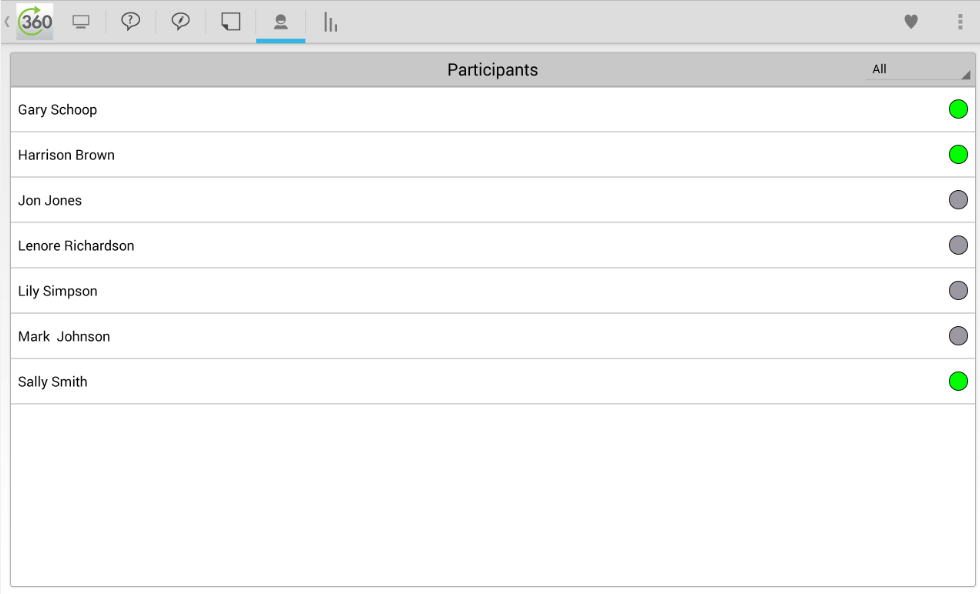 360
Participants
All
Gary Schoop
Harrison Brown
Jon Jones
Lenore Richardson
Lily Simpson
Mark  Johnson
Sally Smith